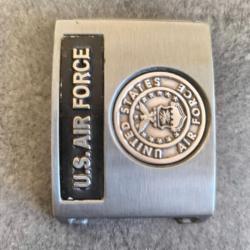 U.S. AIR FORCE
UNITED STATES AIR FORCE